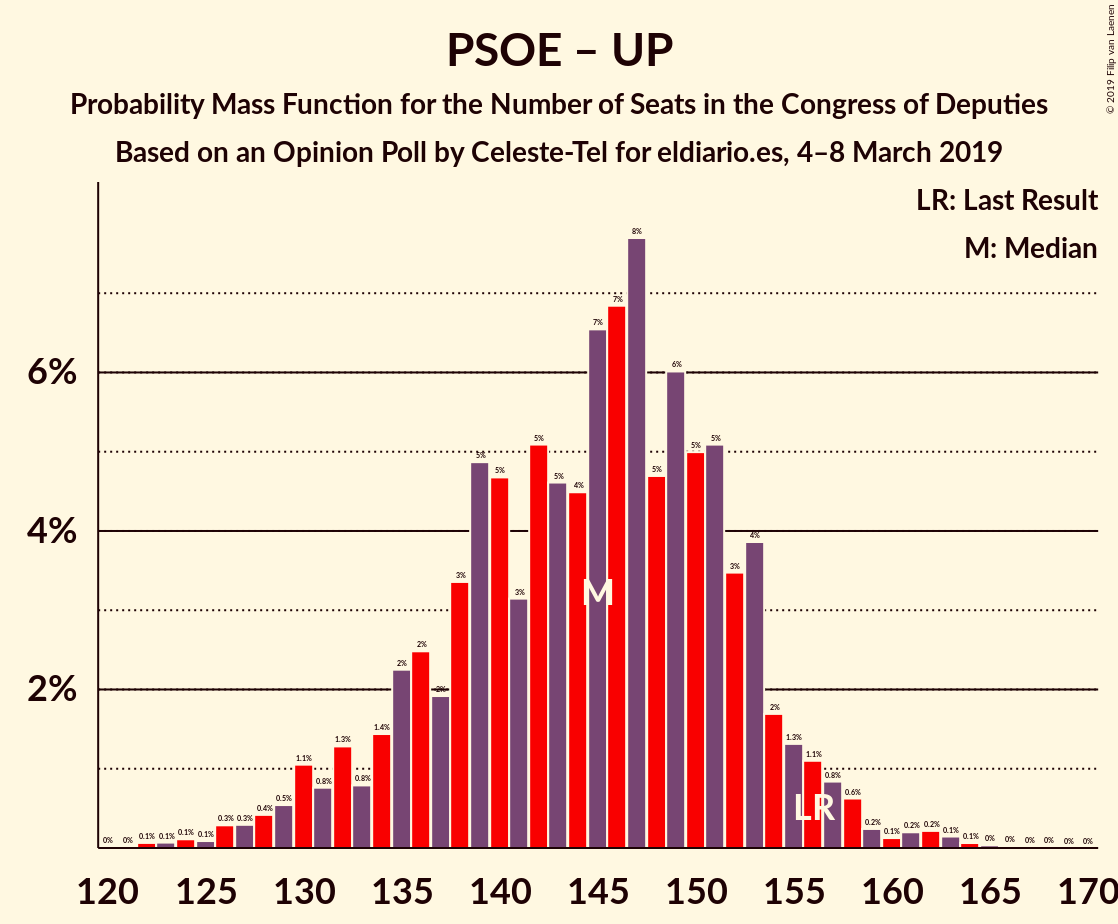 PSOE – UP
Probability Mass Function for the Number of Seats in the Congress of Deputies
Based on an Opinion Poll by Celeste-Tel for eldiario.es, 4–8 March 2019
© 2019 Filip van Laenen
LR: Last Result
M: Median
6%
4%
2%
0% 0% 0.1% 0.1% 0.1% 0.1% 0.3% 0.3% 0.4% 0.5% 1.1% 0.8% 1.3% 0.8% 1.4% 2% 2% 2% 3% 5% 5% 3% 5% 5% 4% 7% 7% 8% 5% 6% 5% 5% 3% 4% 2% 1.3% 1.1% 0.8% 0.6% 0.2% 0.1% 0.2% 0.2% 0.1% 0.1% 0% 0% 0% 0% 0% 0%
M
LR
120 125 130 135 140 145 150 155 160 165 170